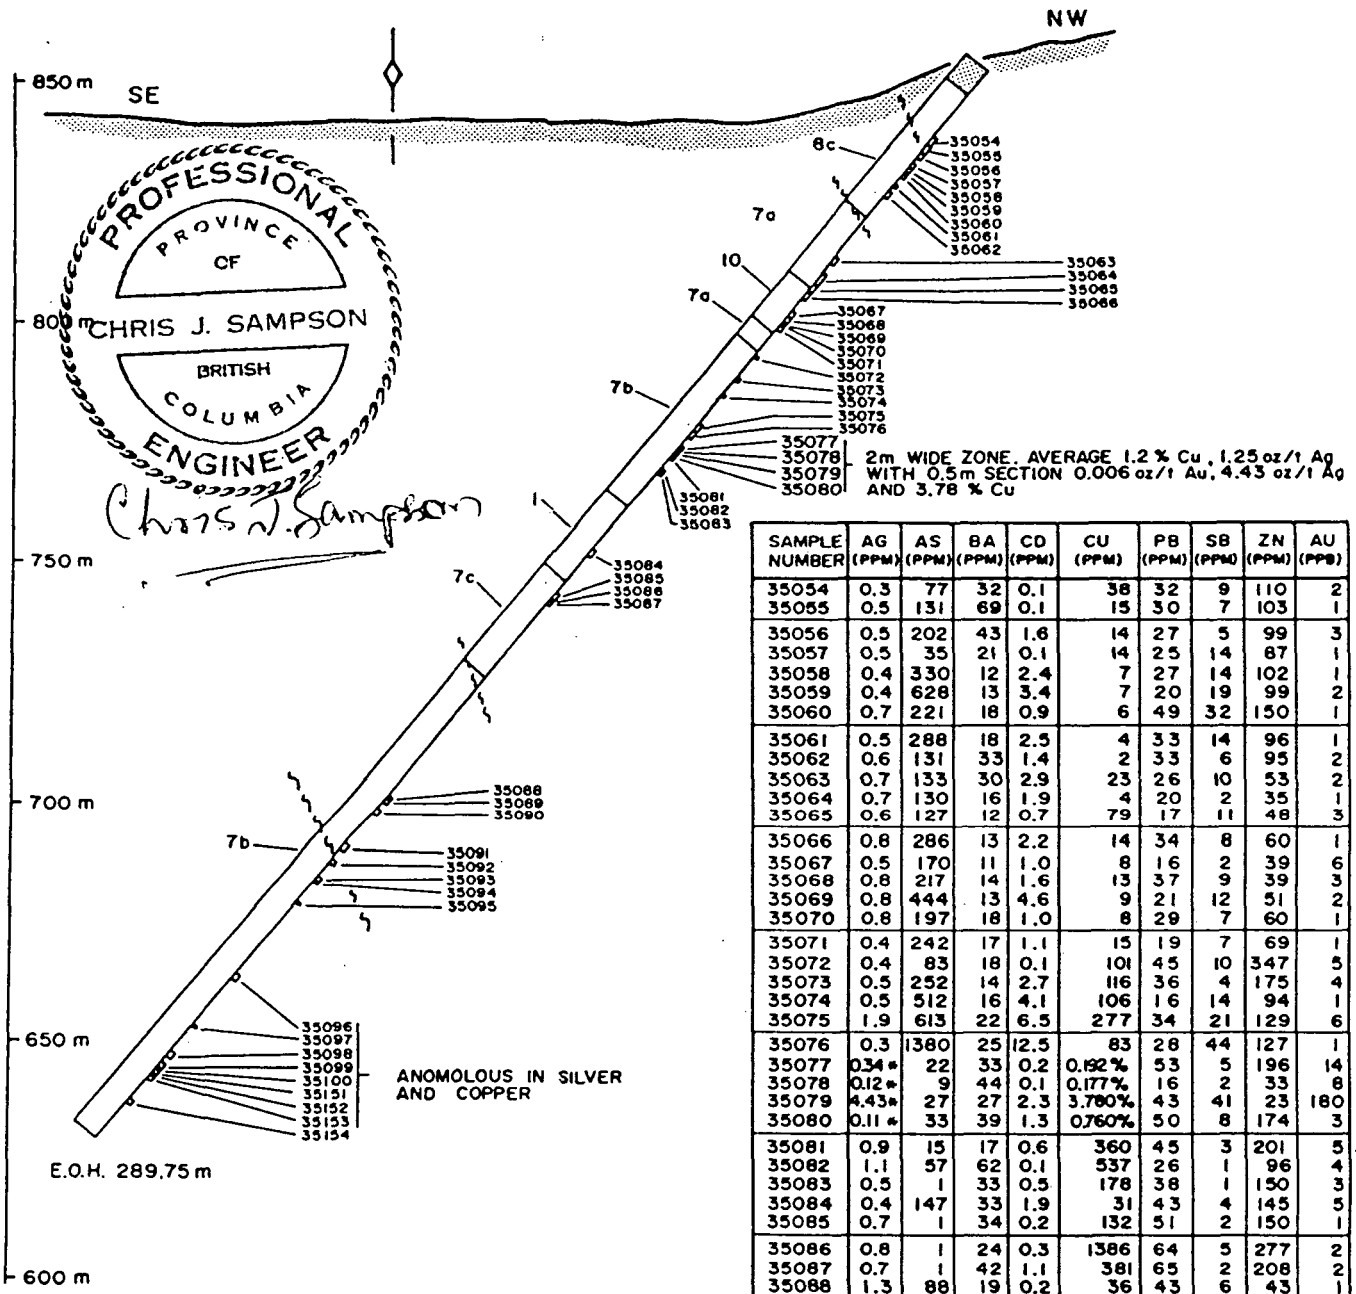 NW
850 m
SE
8c
35054
35055
35056
35057
35058
35059
35060
35061
35062
7a
10
7a
35063
35064
35065
35066
PROFESSIONAL
PROVINCE
OF
CHRIS J. SAMPSON
BRITISH
COLUMBIA
ENGINEER
Chris J. Sampson
800 m
35067
35068
35069
35070
35071
35072
35073
35074
35075
35076
7b
35077
35078
35079
35080
2m WIDE ZONE. AVERAGE 1.2 % Cu, 1.25 oz/t Ag
WITH 0.5m SECTION 0.006 oz/t Au, 4.43 oz/t Ag
AND 3.78 % Cu
35081
35082
35083
1
750 m
7c
35084
35085
35086
35087
700 m
35088
35089
35090
7b
35091
35092
35093
35094
35095
650 m
35096
35097
35098
35099
35100
35151
35152
35153
35154
ANOMOLOUS IN SILVER
AND COPPER
E.O.H. 289.75 m
600 m
SAMPLE NUMBER AG (PPM) AS (PPM) BA (PPM) CD (PPM) CU (PPM) PB (PPM) SB (PPM) ZN (PPM) AU (PPB)
35054 0.3 77 32 0.1 38 32 9 110 2
35055 0.5 131 69 0.1 15 30 7 103 1
35056 0.5 202 43 1.6 14 27 5 99 3
35057 0.5 35 21 0.1 14 25 14 87 1
35058 0.4 330 12 2.4 7 27 14 102 1
35059 0.4 628 13 3.4 7 20 19 99 2
35060 0.7 221 18 0.9 6 49 32 150 1
35061 0.5 288 18 2.5 4 33 14 96 1
35062 0.6 131 33 1.4 2 33 6 95 2
35063 0.7 133 30 2.9 23 26 10 53 2
35064 0.7 130 16 1.9 4 20 2 35 1
35065 0.6 127 12 0.7 79 17 11 48 3
35066 0.8 286 13 2.2 14 34 8 60 1
35067 0.5 170 11 1.0 8 16 2 39 6
35068 0.8 217 14 1.6 13 37 9 39 3
35069 0.8 444 13 4.6 9 21 12 51 2
35070 0.8 197 18 1.0 8 29 7 60 1
35071 0.4 242 17 1.1 15 19 7 69 1
35072 0.4 83 18 0.1 101 45 10 347 5
35073 0.5 252 14 2.7 116 36 4 175 4
35074 0.5 512 16 4.1 106 16 14 94 1
35075 1.9 613 22 6.5 277 34 21 129 6
35076 0.3 1380 25 12.5 83 28 44 127 1
35077 0.34* 22 33 0.2 0.192% 53 5 196 14
35078 0.12* 9 44 0.1 0.177% 16 2 33 8
35079 4.43* 27 27 2.3 3.780% 43 41 23 180
35080 0.11* 33 39 1.3 0.760% 50 8 174 3
35081 0.9 15 17 0.6 360 45 3 201 5
35082 1.1 57 62 0.1 537 26 1 96 4
35083 0.5 1 33 0.5 178 38 1 150 3
35084 0.4 147 33 1.9 31 43 4 145 5
35085 0.7 1 34 0.2 132 51 2 150 1
35086 0.8 1 24 0.3 1386 64 5 277 2
35087 0.7 1 42 1.1 381 65 2 208 2
35088 1.3 88 19 0.2 36 43 6 43 1